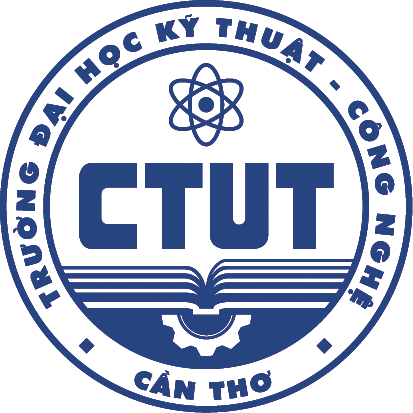 TRƯỜNG ĐẠI HỌC KỸ THUẬT - CÔNG NGHỆ
CTUT
CẦN THƠ